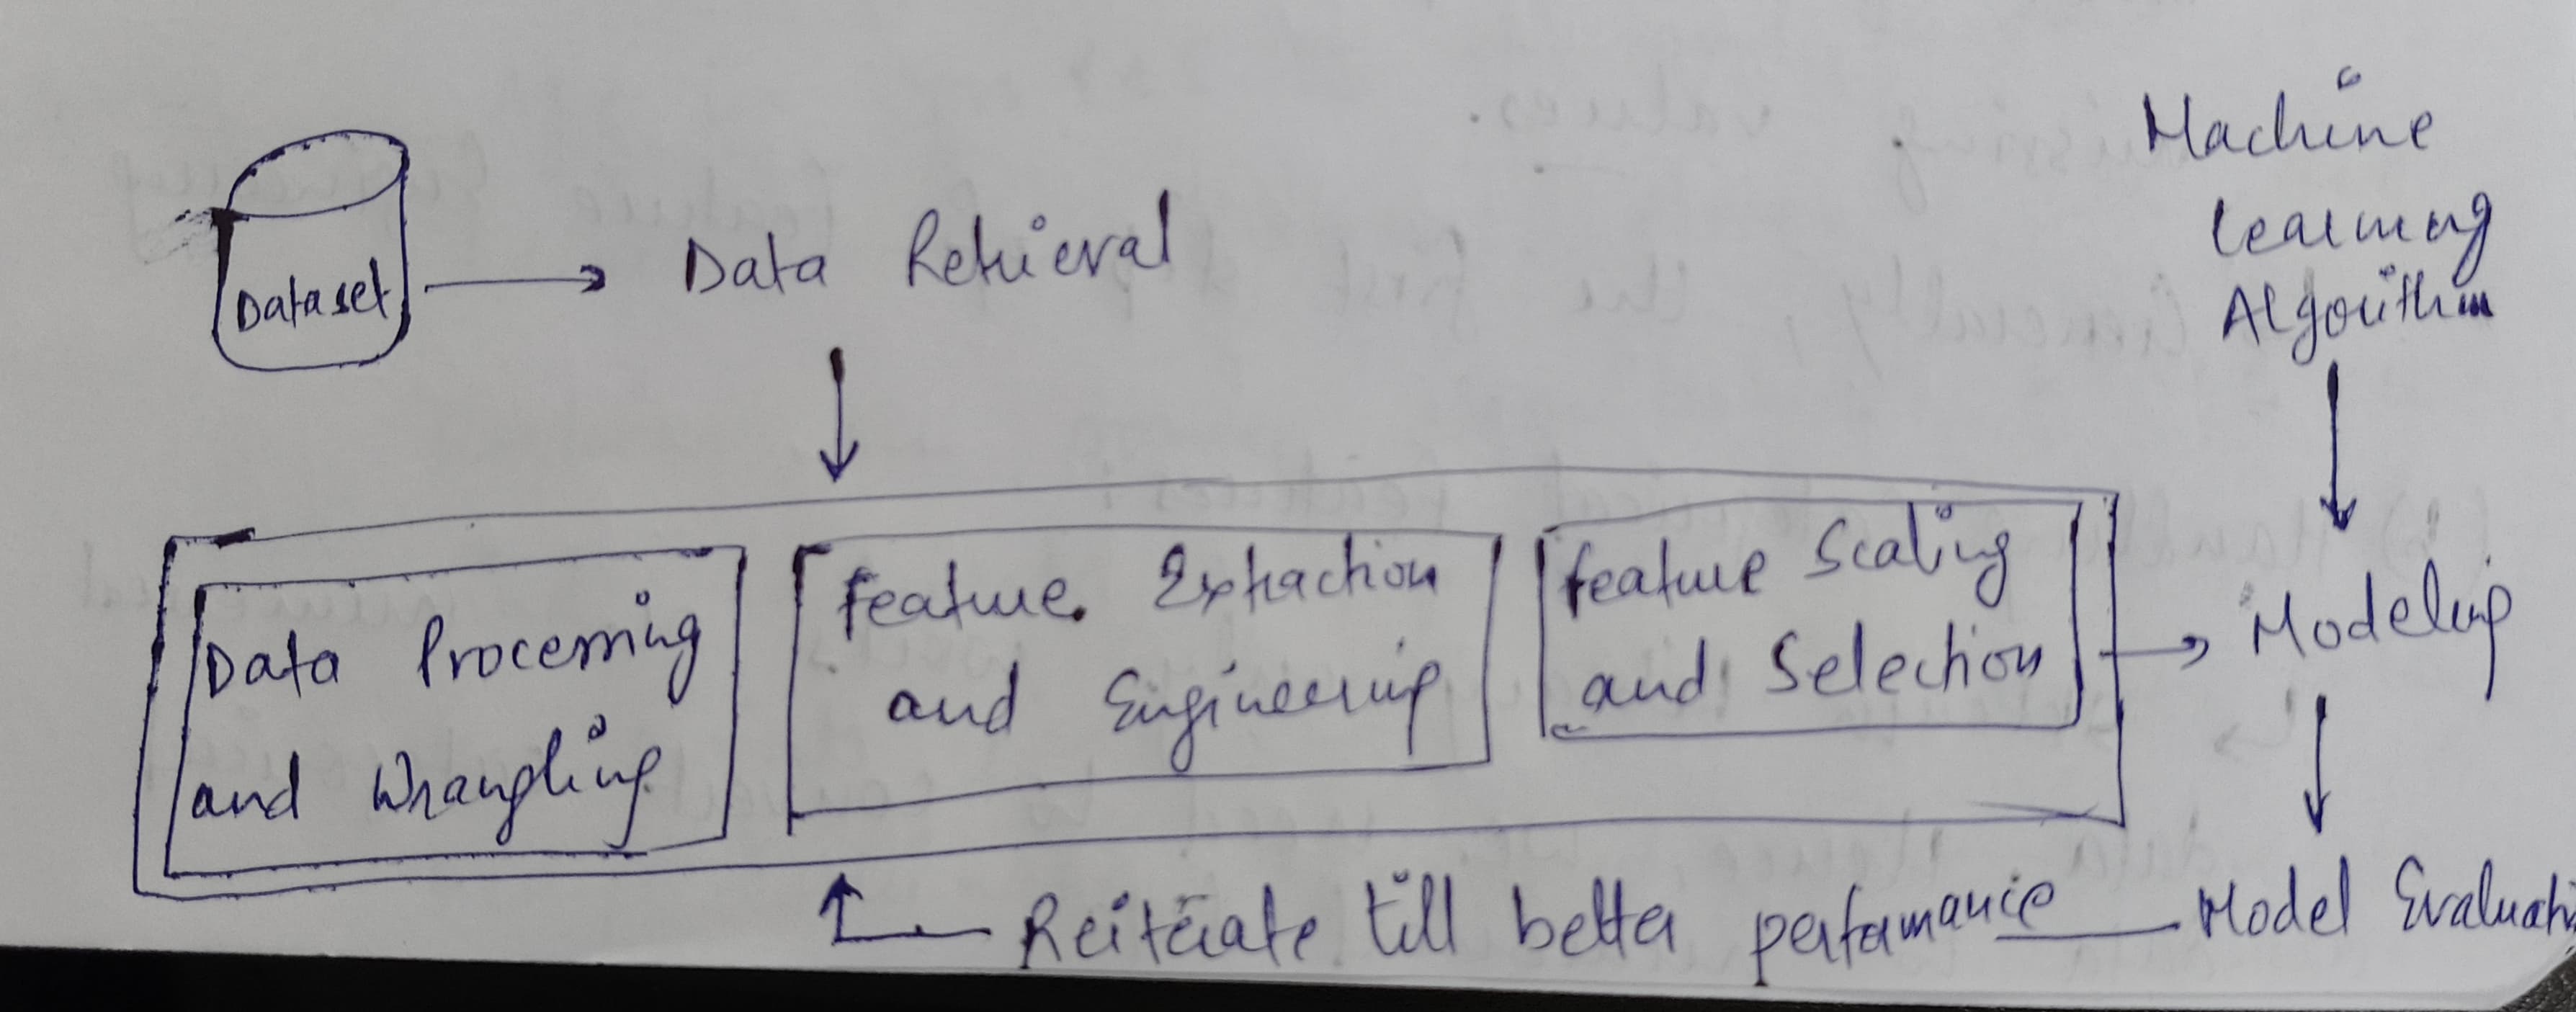 Machine
Learning
Algorithm
Dataset
Data Retrieval
Data Processing
and Wrangling
Feature Extraction
and Engineering
Feature Scaling
and Selection
Modeling
Reiterate till better performance
Model Evaluati